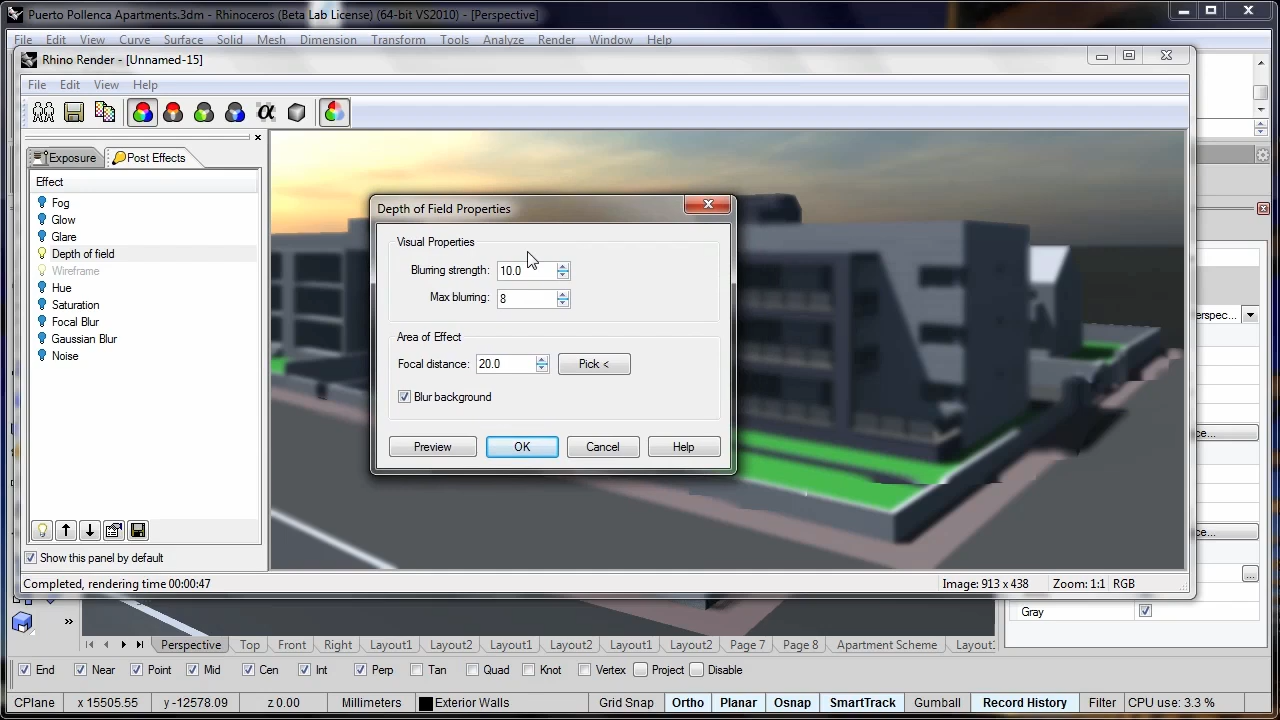 Puerto Pollenca Apartments.3dm - Rhinoceros (Beta Lab License) (64-bit VS2010) - [Perspective]
File Edit View Curve Surface Solid Mesh Dimension Transform Tools Analyze Render Window Help
Rhino Render - [Unnamed-15]
File Edit View Help
α
Exposure Post Effects
Effect
Fog
Glow
Glare
Depth of field
Wireframe
Hue
Saturation
Focal Blur
Gaussian Blur
Noise
Show this panel by default
Depth of Field Properties
Visual Properties
Blurring strength: 10.0
Max blurring: 8
Area of Effect
Focal distance: 20.0 Pick <
Blur background
Preview OK Cancel Help
Completed, rendering time 00:00:47 Image: 913 x 438 Zoom: 1:1 RGB
erspec...
ce...
ce...
...
Gray
»
Perspective Top Front Right Layout1 Layout2 Layout1 Layout2 Layout1 Layout2 Page 7 Page 8 Apartment Scheme Layout
End Near Point Mid Cen Int Perp Tan Quad Knot Vertex Project Disable
CPlane x 15505.55 y -12578.09 z 0.00 Millimeters Exterior Walls Grid Snap Ortho Planar Osnap SmartTrack Gumball Record History Filter CPU use: 3.3 %